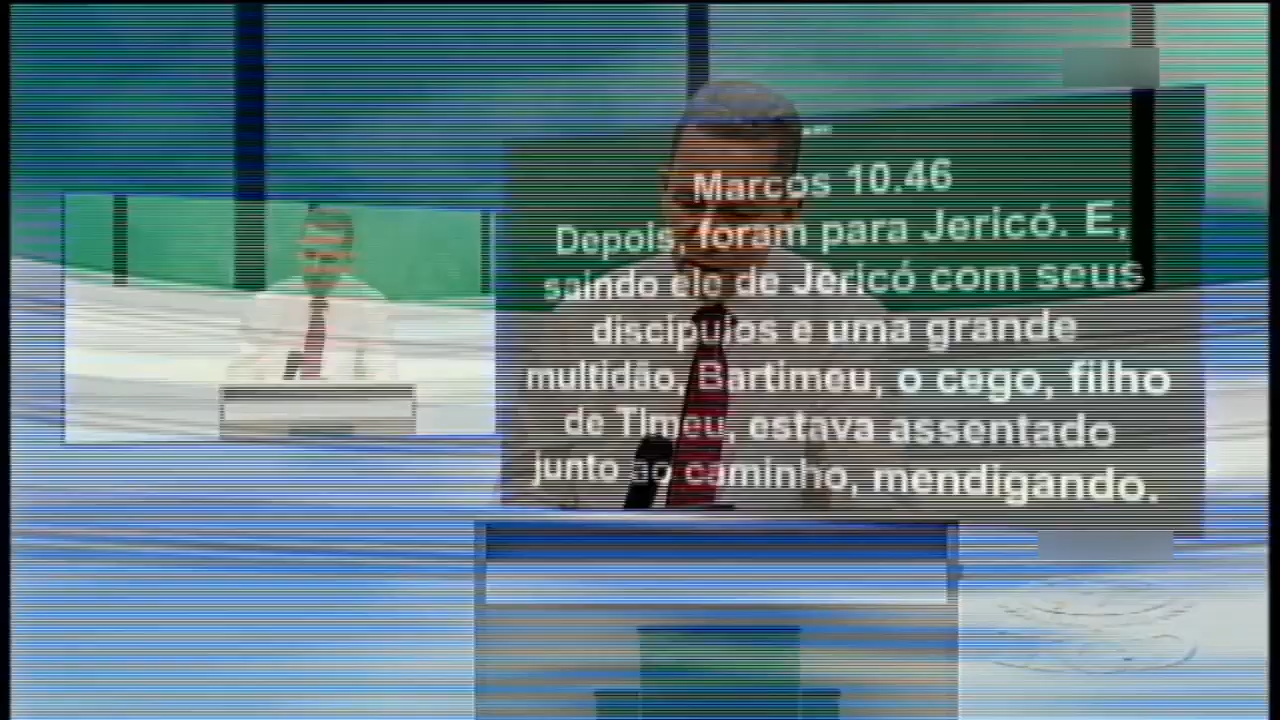 Marcos 10.46
Depois, foram para Jericó. E,
saindo ele de Jericó com seus
discípulos e uma grande
multidão, Bartimeu, o cego, filho
de Timeu, estava assentado
junto ao caminho, mendigando.